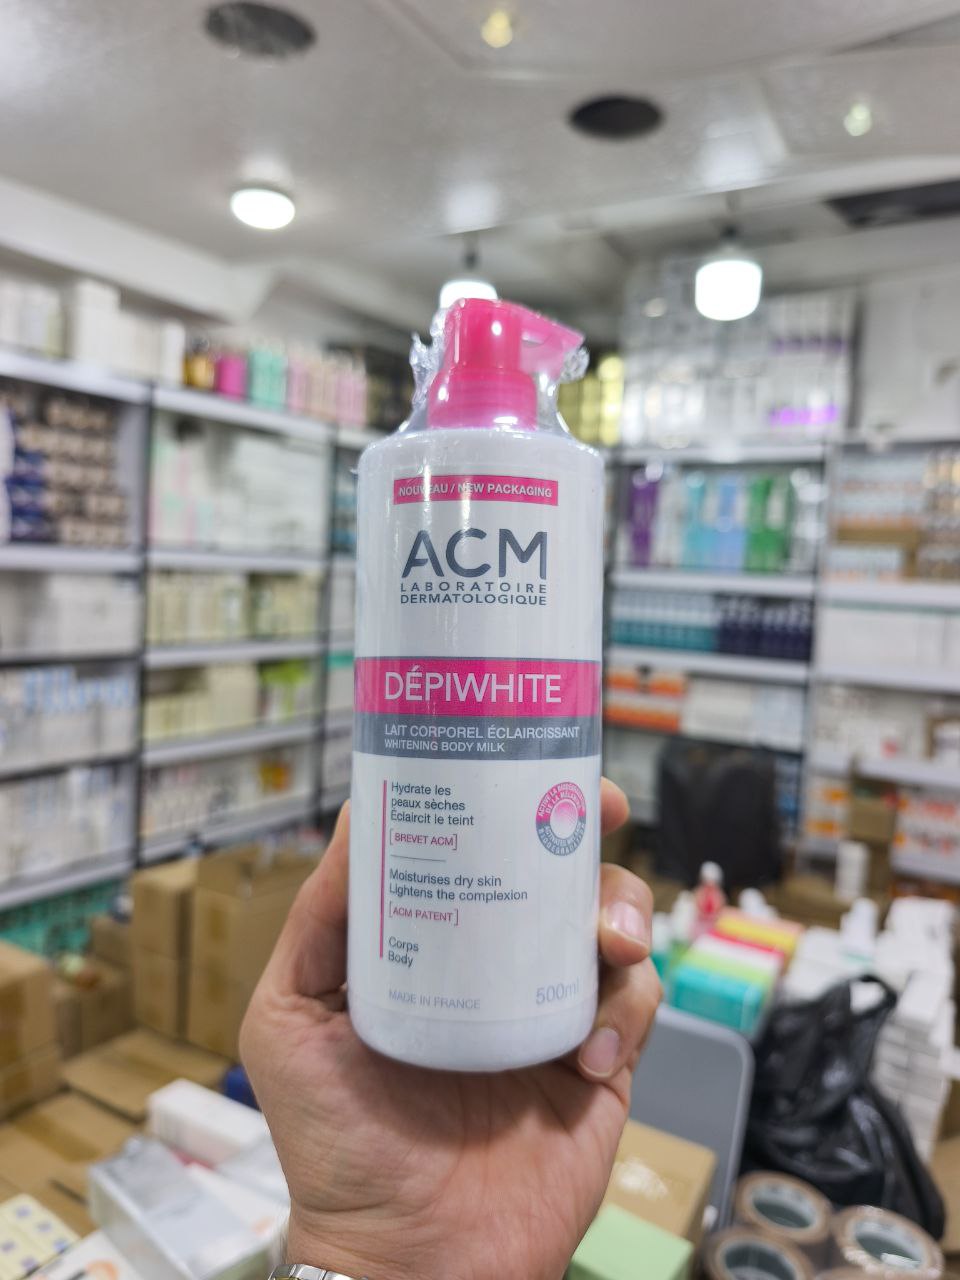 NOUVEAU / NEW PACKAGING
ACM
LABORATOIRE
DERMATOLOGIQUE
DÉPIWHITE
LAIT CORPOREL ÉCLAIRCISSANT
WHITENING BODY MILK
Hydrate les
peaux sèches
Éclaircit le teint
[BREVET ACM]
Moisturises dry skin
Lightens the complexion
[ACM PATENT]
Corps
Body
MADE IN FRANCE
500ml